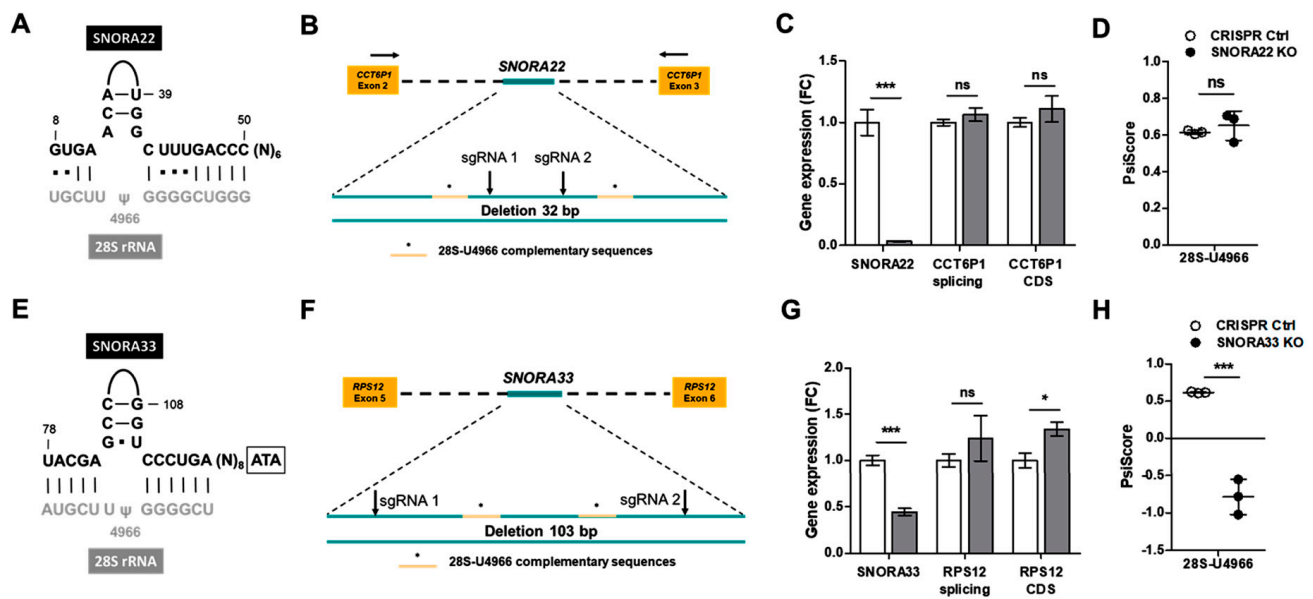 A
SNORA22
A
U
39
C
G
8
A
G
50
GUGA
C UUUGACCC (N)6
UGCUU Ψ GGGGCUGGG
4966
28S rRNA
B
SNORA22
CCT6P1
Exon 2
CCT6P1
Exon 3
sgRNA 1
sgRNA 2
*
*
Deletion 32 bp
*
28S-U4966 complementary sequences
C
Gene expression (FC)
1.5
1.0
0.5
0.0
***
ns
ns
SNORA22
CCT6P1
splicing
CCT6P1
CDS
D
CRISPR Ctrl
SNORA22 KO
PsiScore
1.0
0.8
0.6
0.4
0.2
0.0
ns
28S-U4966
E
SNORA33
C
G
108
C
G
78
G
U
UACGA
CCCUGA (N)8 ATA
AUGCU U Ψ GGGGCU
4966
28S rRNA
F
SNORA33
RPS12
Exon 5
RPS12
Exon 6
sgRNA 1
sgRNA 2
*
*
Deletion 103 bp
*
28S-U4966 complementary sequences
G
Gene expression (FC)
2.0
1.5
1.0
0.5
0.0
***
ns
*
SNORA33
RPS12
splicing
RPS12
CDS
H
CRISPR Ctrl
SNORA33 KO
PsiScore
1.0
0.5
0.0
-0.5
-1.0
-1.5
***
28S-U4966